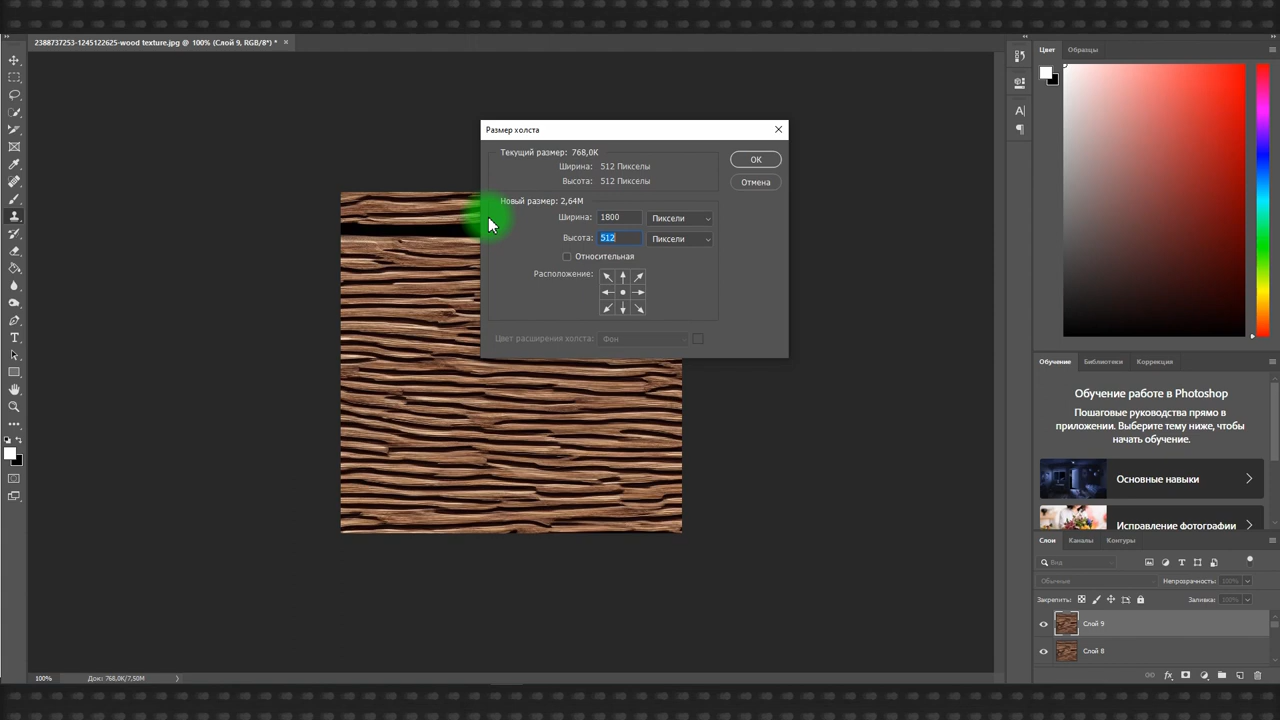 2388737253-1245122625-wood texture.jpg @ 100% (Слой 9, RGB/8*) *
Цвет
Образцы
Размер холста
Текущий размер: 768,0K
Ширина: 512 Пикселы
Высота: 512 Пикселы
OK
Отмена
Новый размер: 2,64M
Ширина: 1800 Пиксели
Высота: 512 Пиксели
Относительная
Расположение:
Цвет расширения холста: Фон
Обучение
Библиотеки
Коррекция
Обучение работе в Photoshop
Пошаговые руководства прямо в
приложении. Выберите тему ниже, чтобы
начать обучение.
Основные навыки
Исправление фотографии
Слои
Каналы
Контуры
Вид
Обычные
Непрозрачность: 100%
Закрепить:
Заливка: 100%
Слой 9
Слой 8
100%
Док: 768,0K/7,50M